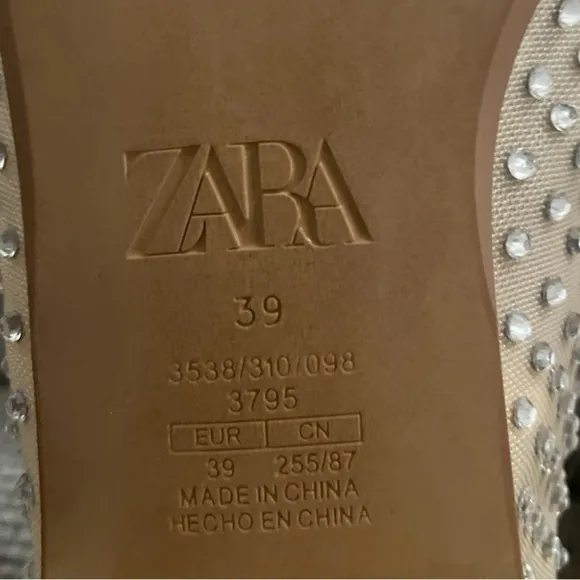 ZARA
39
3538/310/098
3795
EUR CN
39 255/87
MADE IN CHINA
HECHO EN CHINA